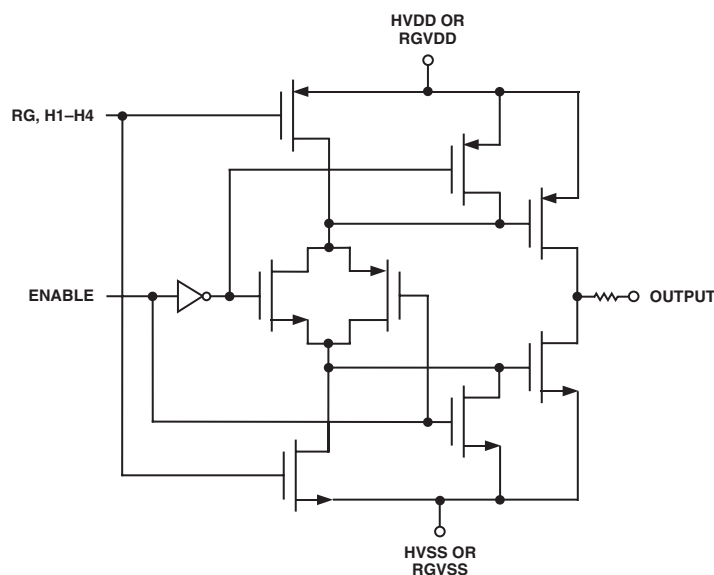 HVDD OR
RGVDD
RG, H1–H4
ENABLE
OUTPUT
HVSS OR
RGVSS